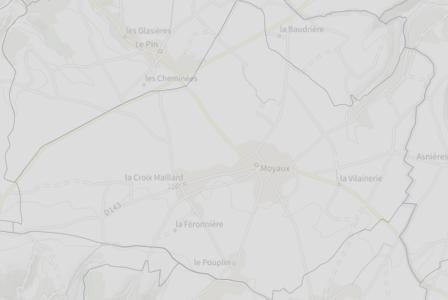 les Glasières
la Baudrière
Le Pin
les Cheminées
Asnières
Moyaux
la Croix Maillard
la Vilainerie
D143
la Féronnière
le Pouplin